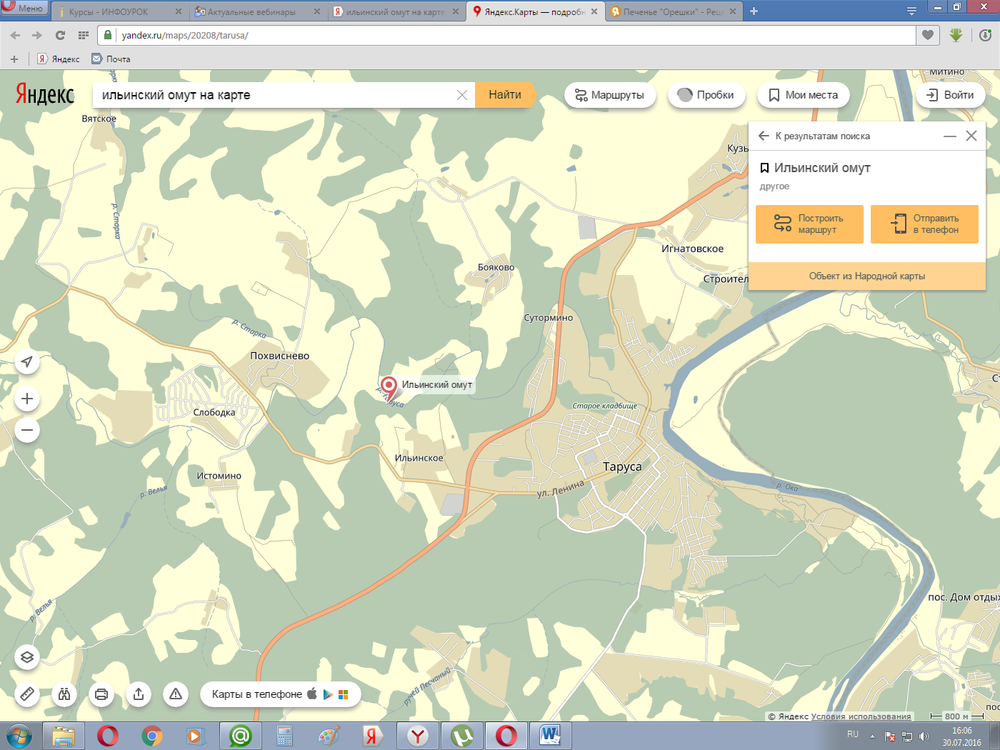 Меню
Курсы - ИНФОУРОК
Актуальные вебинары
ильинский омут на карте
Яндекс.Карты — подробн
Печенье "Орешки" - Реце
yandex.ru/maps/20208/tarusa/
Яндекс
Почта
Яндекс
ильинский омут на карте
Найти
Маршруты
Пробки
Мои места
Войти
Митино
Вятское
К результатам поиска
Кузь
Ильинский омут
другое
Построить маршрут
Отправить в телефон
Объект из Народной карты
р. Старка
Игнатовское
Бояково
Строител
Сутормино
р. Старка
Похвиснево
Ильинский омут
р. Таруса
Старое кладбище
Слободка
Ильинское
Таруса
Истомино
р. Ока
ул. Ленина
р. Велья
р. Велья
пос. Дом отдых
ручей Песчаный
Карты в телефоне
пос
© Яндекс Условия использования
800 м
RU
16:06
30.07.2016